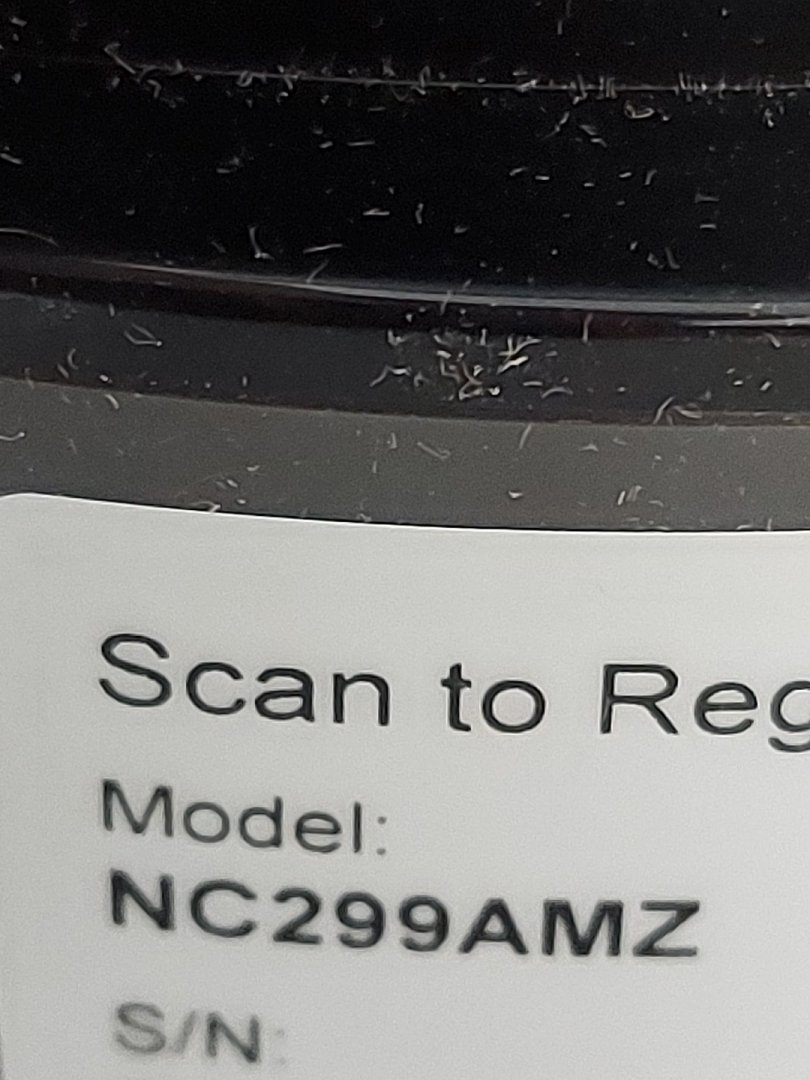 Scan to Reg
Model:
NC299AMZ
S/N: